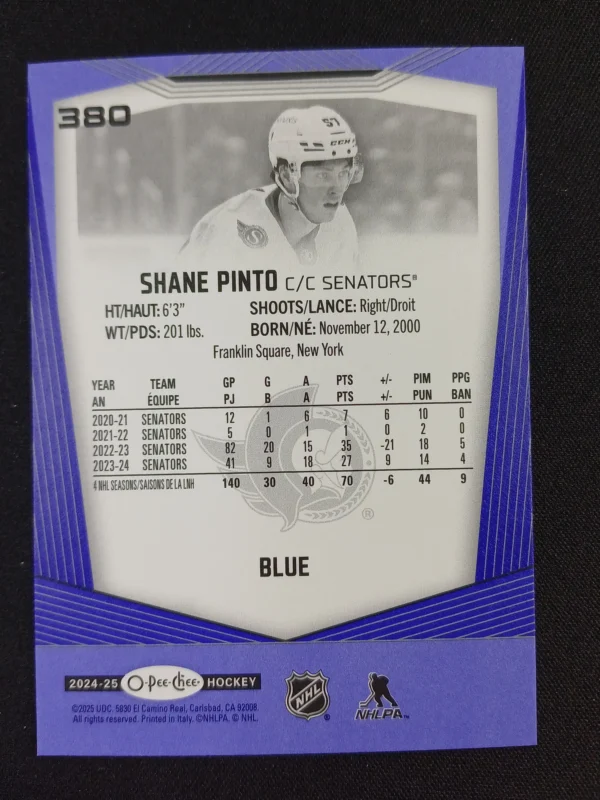 380
57
CCM
SHANE PINTO C/C SENATORS®
HT/HAUT: 6'3" SHOOTS/LANCE: Right/Droit
WT/PDS: 201 lbs. BORN/NÉ: November 12, 2000
Franklin Square, New York
YEAR TEAM GP G A PTS +/- PIM PPG
AN ÉQUIPE PJ B A PTS +/- PUN BAN
2020-21 SENATORS 12 1 6 7 6 10 0
2021-22 SENATORS 5 0 1 1 0 2 0
2022-23 SENATORS 82 20 15 35 -21 18 5
2023-24 SENATORS 41 9 18 27 9 14 4
4 NHL SEASONS/SAISONS DE LA LNH 140 30 40 70 -6 44 9
®
BLUE
2024-25 O-Pee-Chee HOCKEY
NHL ®
NHLPA™
©2025 UDC. 5830 El Camino Real, Carlsbad, CA 92008.
All rights reserved. Printed in Italy. ©NHLPA. © NHL.